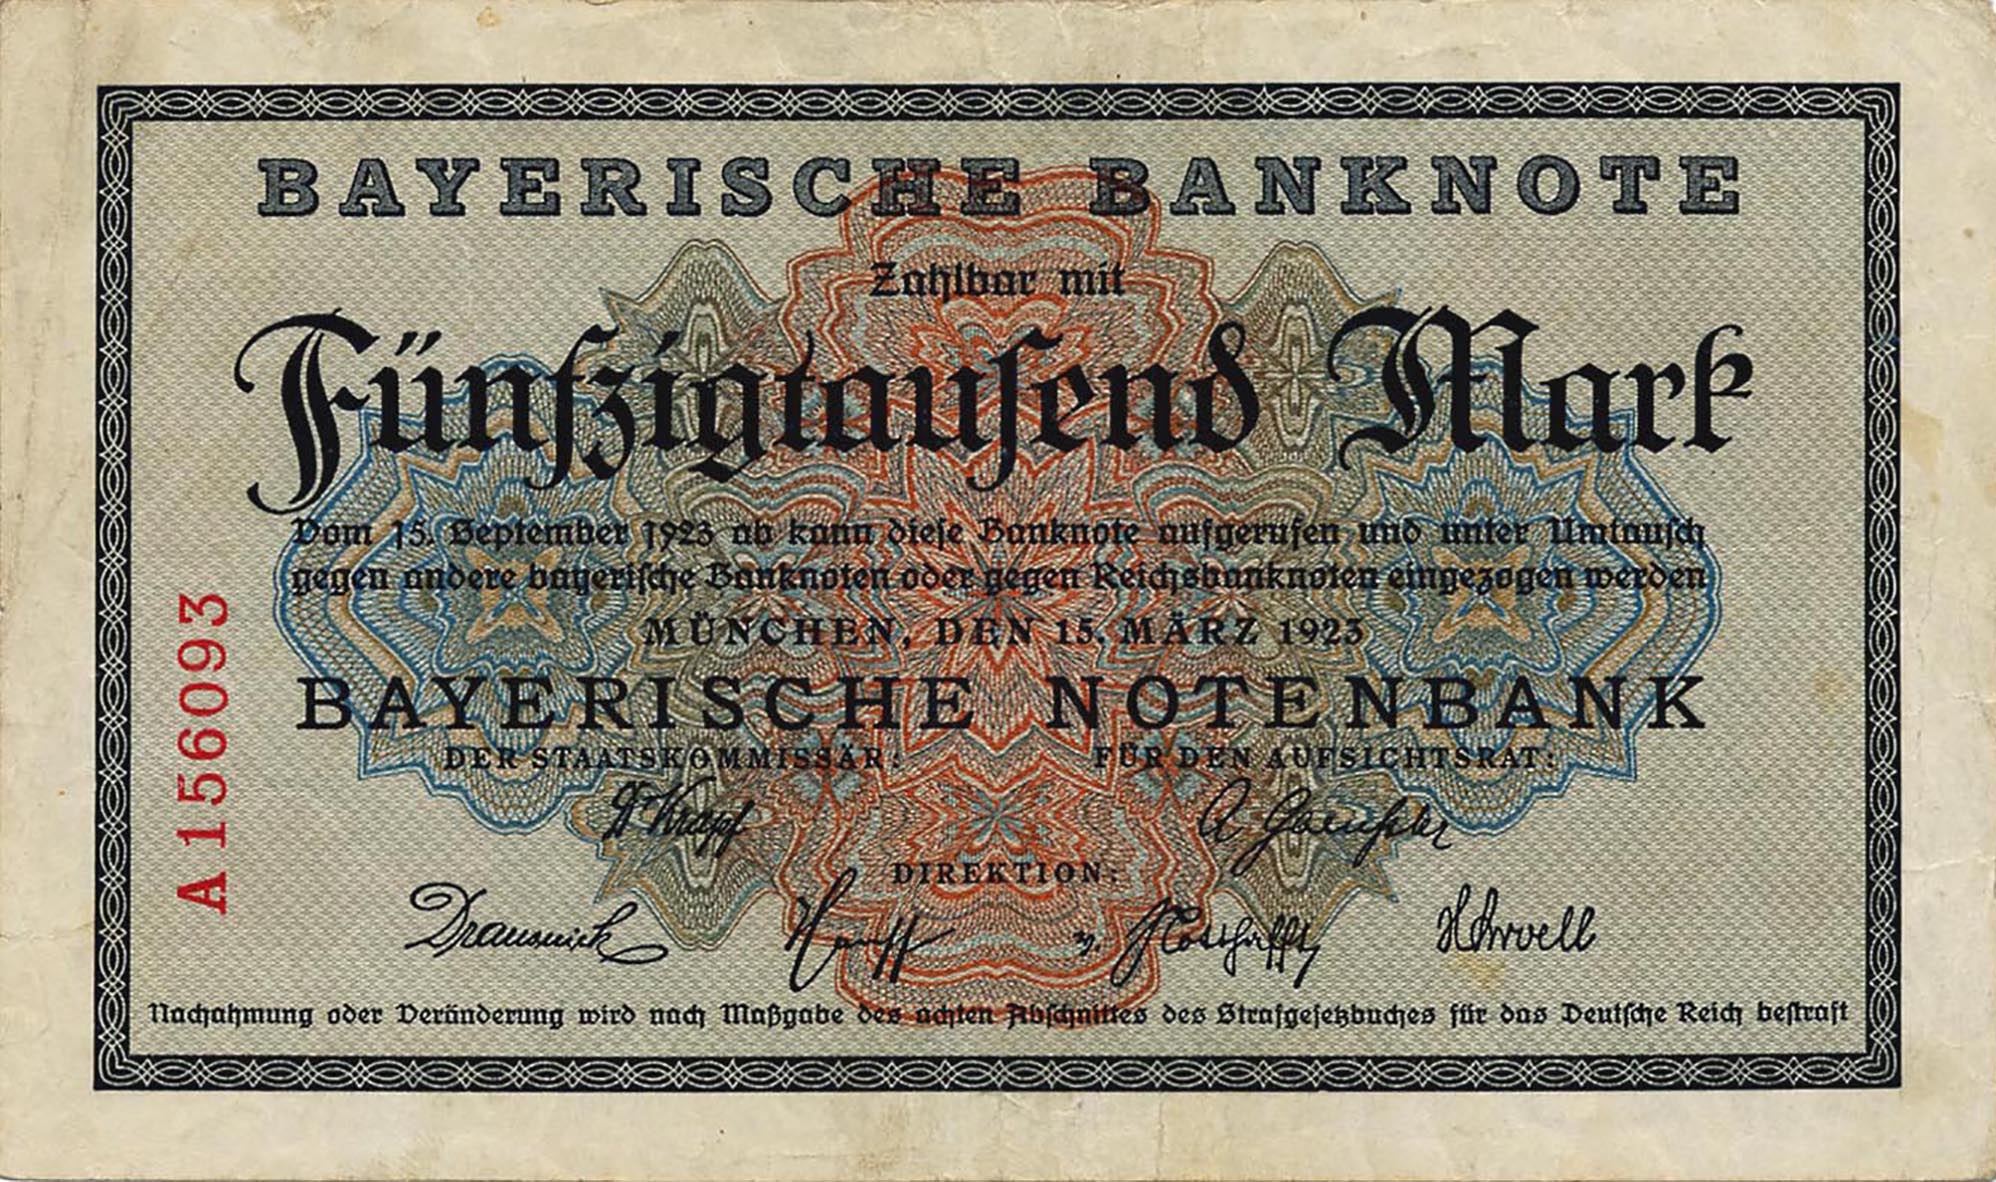 BAYERISCHE BANKNOTE
Zahlbar mit
Fünfzigtausend Mark
Vom 15. September 1923 ab kann diese Banknote aufgerufen und unter Umtausch
gegen andere bayerische Banknoten oder gegen Reichsbanknoten eingezogen werden
MÜNCHEN, DEN 15. MÄRZ 1923
BAYERISCHE NOTENBANK
DER STAATSKOMMISSÄR: FÜR DEN AUFSICHTSRAT:
DIREKTION:
Nachahmung oder Veränderung wird nach Maßgabe des achten Abschnittes des Strafgesetzbuches für das Deutsche Reich bestraft
A 156093